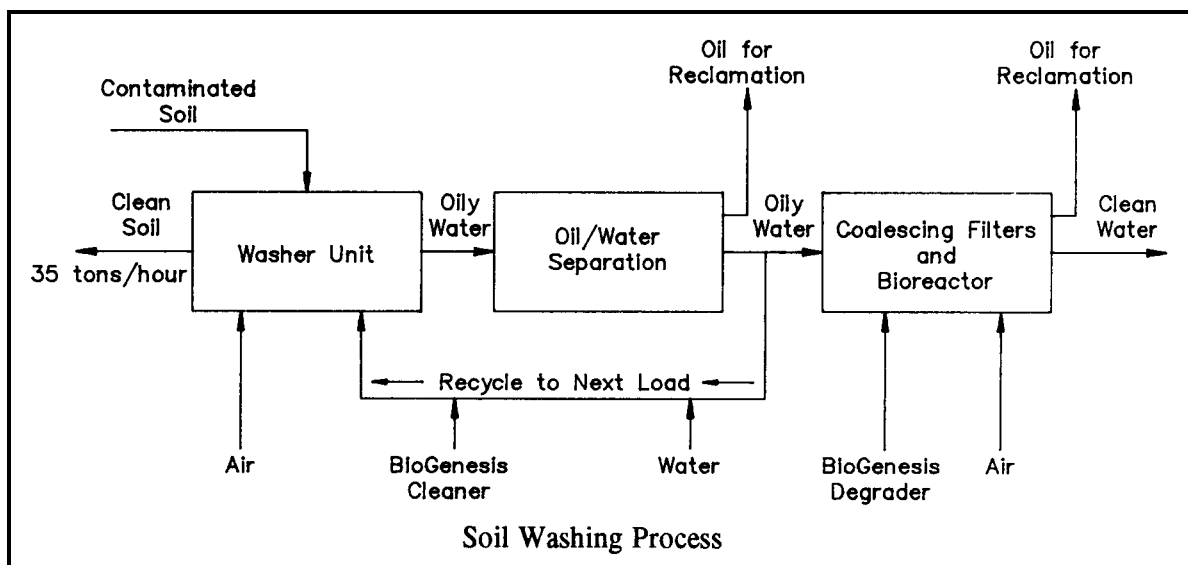 Oil for
Reclamation
Oil for
Reclamation
Contaminated
Soil
Clean
Soil
35 tons/hour
Washer Unit
Oily
Water
Oil/Water
Separation
Oily
Water
Coalescing Filters
and
Bioreactor
Clean
Water
Recycle to Next Load
Air
BioGenesis
Cleaner
Water
BioGenesis
Degrader
Air
Soil Washing Process